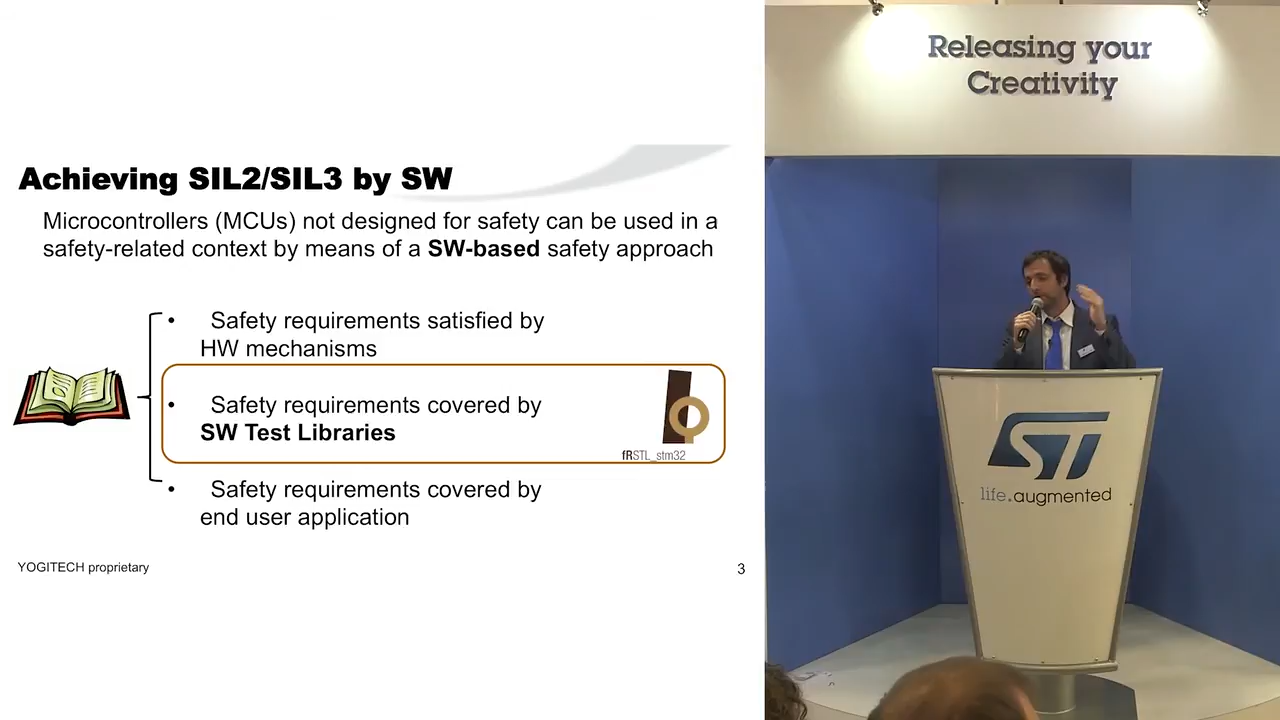 Achieving SIL2/SIL3 by SW
Microcontrollers (MCUs) not designed for safety can be used in a
safety-related context by means of a SW-based safety approach
• Safety requirements satisfied by
HW mechanisms
• Safety requirements covered by
SW Test Libraries
fRSTL_stm32
• Safety requirements covered by
end user application
YOGITECH proprietary
3
Releasing your
Creativity
ST
life.augmented